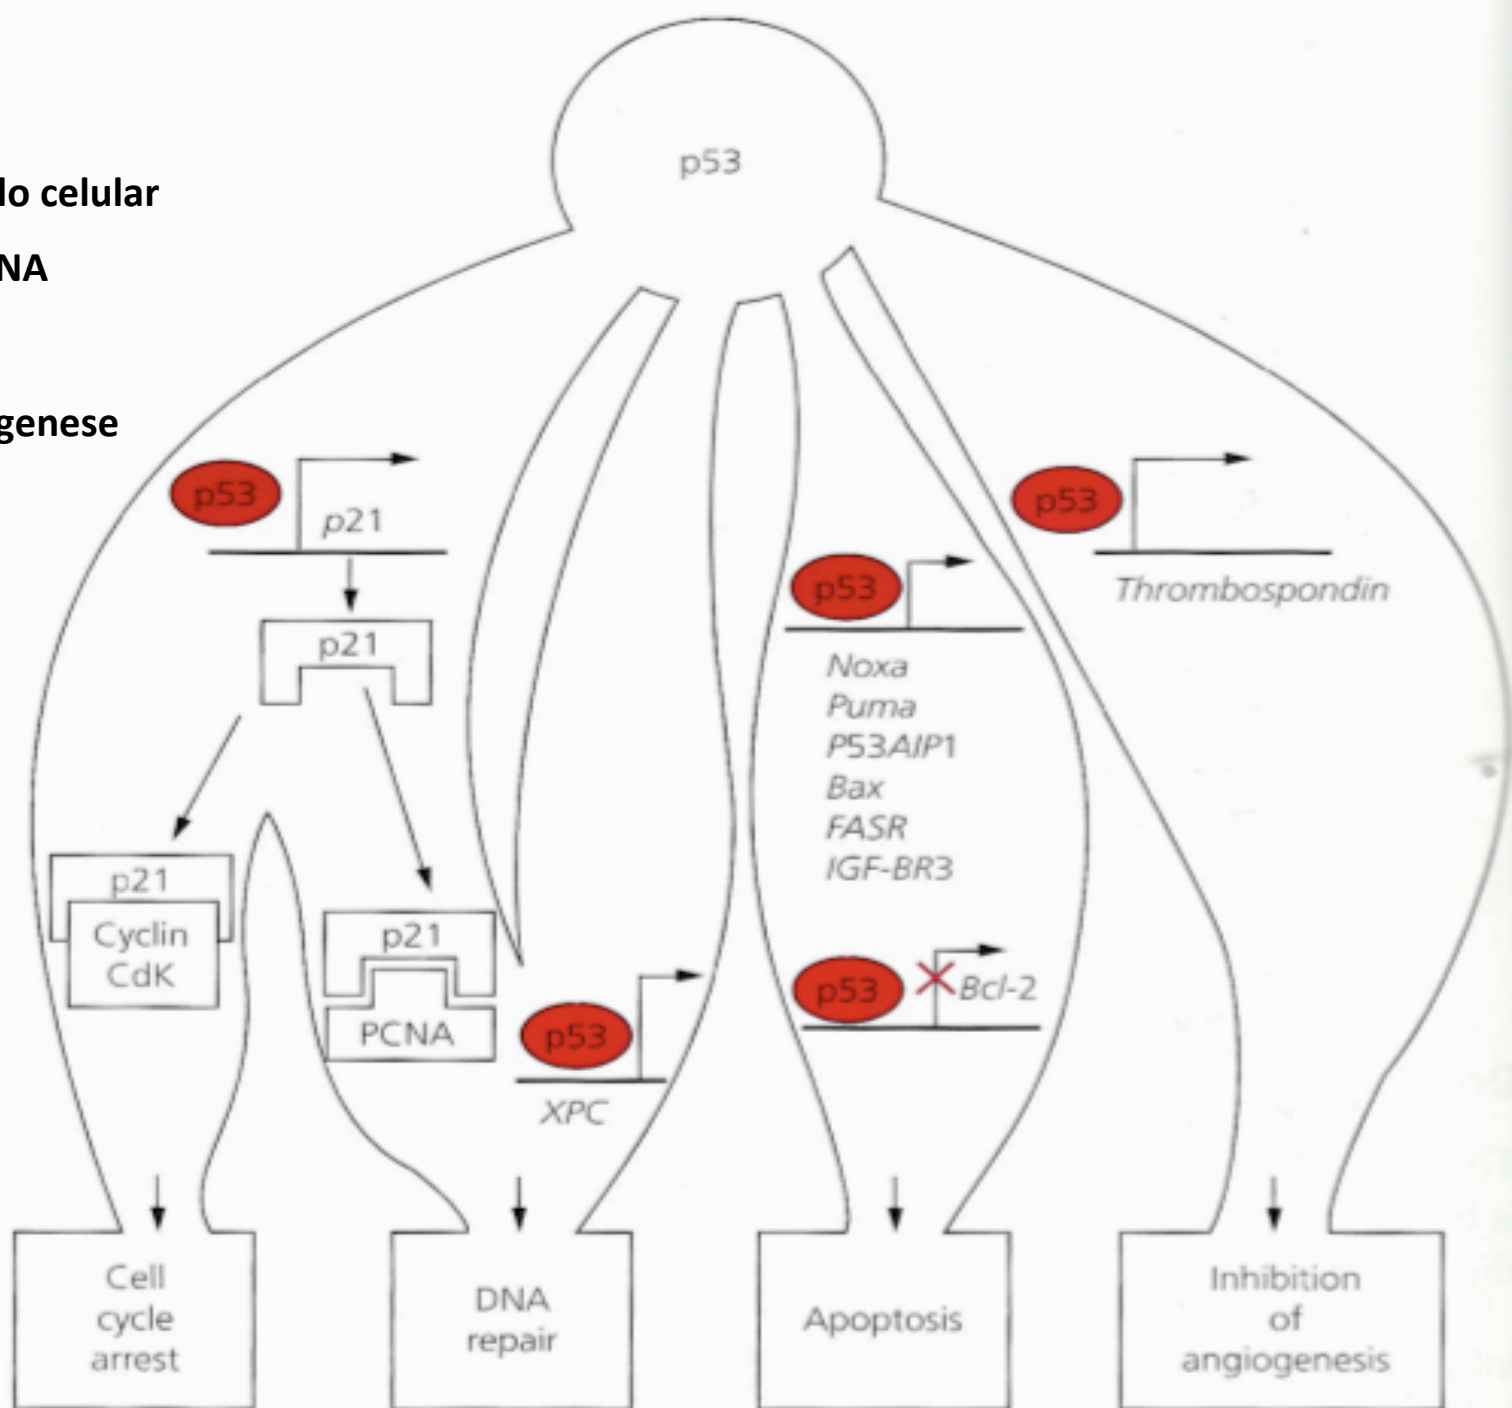 p53
lo celular
NA
genese
p53
p21
p21
p21
Cyclin
CdK
p21
PCNA
p53
XPC
p53
Noxa
Puma
P53AIP1
Bax
FASR
IGF-BR3
p53
Bcl-2
p53
Thrombospondin
Cell
cycle
arrest
DNA
repair
Apoptosis
Inhibition
of
angiogenesis